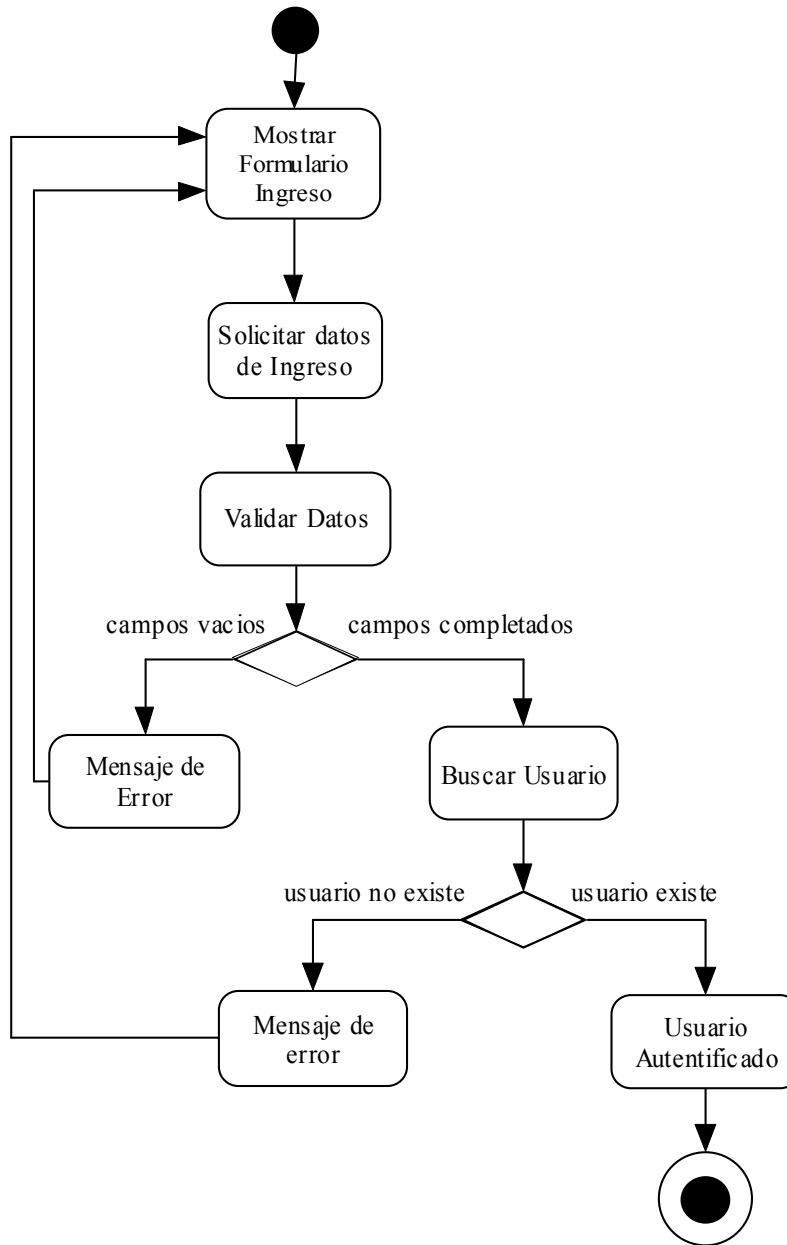 Mostrar
Formulario
Ingreso
Solicitar datos
de Ingreso
Validar Datos
campos vacios
campos completados
Mensaje de
Error
Buscar Usuario
usuario no existe
usuario existe
Mensaje de
error
Usuario
Autentificado